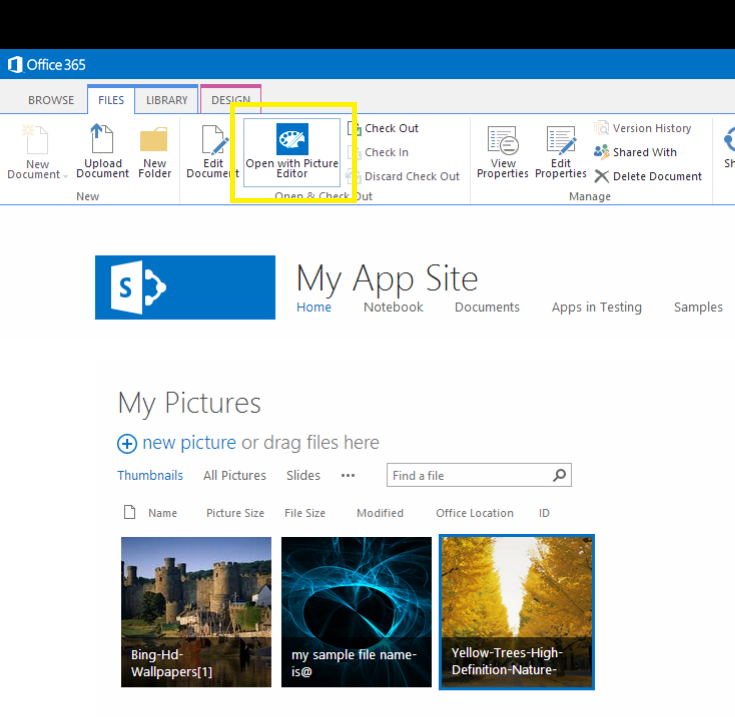 Office 365
BROWSE FILES LIBRARY DESIGN
New Document
Upload Document
New Folder
New
Edit Document
Open with Picture Editor
Check Out
Check In
Discard Check Out
Open & Check Out
View Properties
Edit Properties
Version History
Shared With
Delete Document
Manage
Sh
S
My App Site
Home Notebook Documents Apps in Testing Samples
My Pictures
new picture or drag files here
Thumbnails All Pictures Slides ••• Find a file
Name Picture Size File Size Modified Office Location ID
Bing-Hd-
Wallpapers[1]
my sample file name-
is@
Yellow-Trees-High-
Definition-Nature-